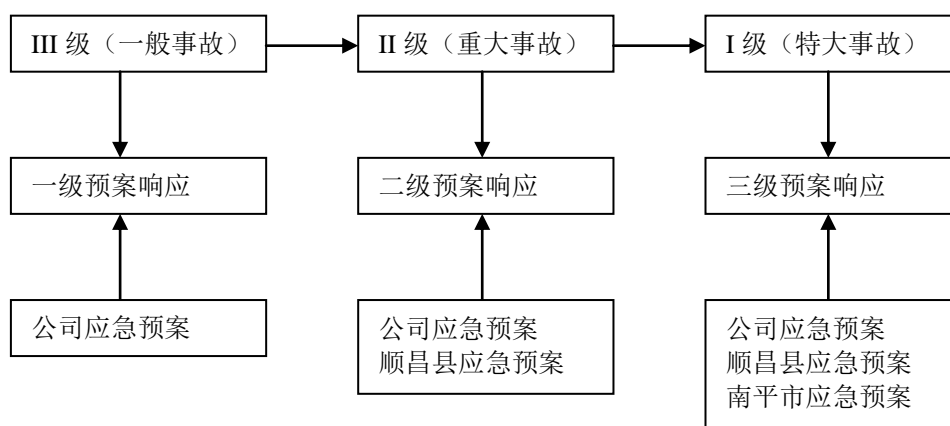 III 级（一般事故）
II 级（重大事故）
I 级（特大事故）
一级预案响应
二级预案响应
三级预案响应
公司应急预案
公司应急预案
顺昌县应急预案
公司应急预案
顺昌县应急预案
南平市应急预案